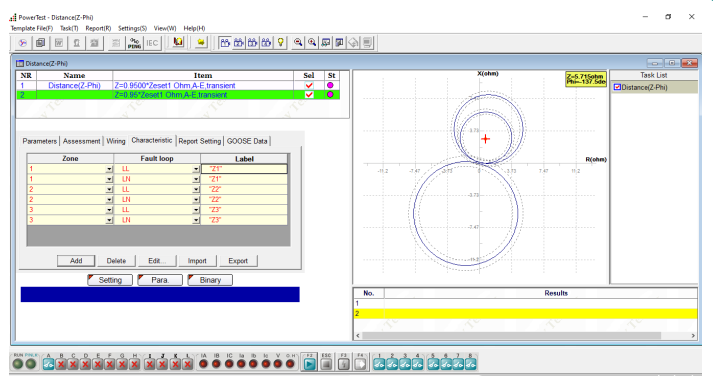 PowerTest - Distance(Z-Phi)
Template File(F) Task(T) Report(R) Settings(S) View(W) Help(H)
PING IEC
Distance(Z-Phi)
NR Name Item Sel St
1 Distance(Z-Phi) Z=0.9500*Zeset1 Ohm,A-E,transient
2 Z=0.95*Zeset1 Ohm,A-E,transient
Parameters Assessment Wiring Characteristic Report Setting GOOSE Data
Zone Fault loop Label
1 LL "Z1"
1 LN "Z1"
2 LL "Z2"
2 LN "Z2"
3 LL "Z3"
3 LN "Z3"
Add Delete Edit... Import Export
Setting Para. Binary
X(ohm)
Z=5.715ohm
Phi=-137.5de
R(ohm)
-11.2 -7.47 -3.73 0 3.73 7.47 11.2
3.73
-3.73
-7.47
-11.2
Task List
Distance(Z-Phi)
No. Results
1
2
RUN
A B C D E F G H I J K L IA IB IC Ia Ib Ic V F2 ESC F3 F4 1 2 3 4 5 6 7 8